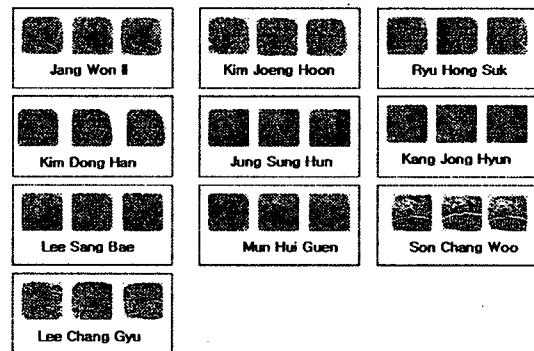 Jang Won Il
Kim Joeng Hoon
Ryu Hong Suk
Kim Dong Han
Jung Sung Hun
Kang Jong Hyun
Lee Sang Bae
Mun Hui Guen
Son Chang Woo
Lee Chang Gyu